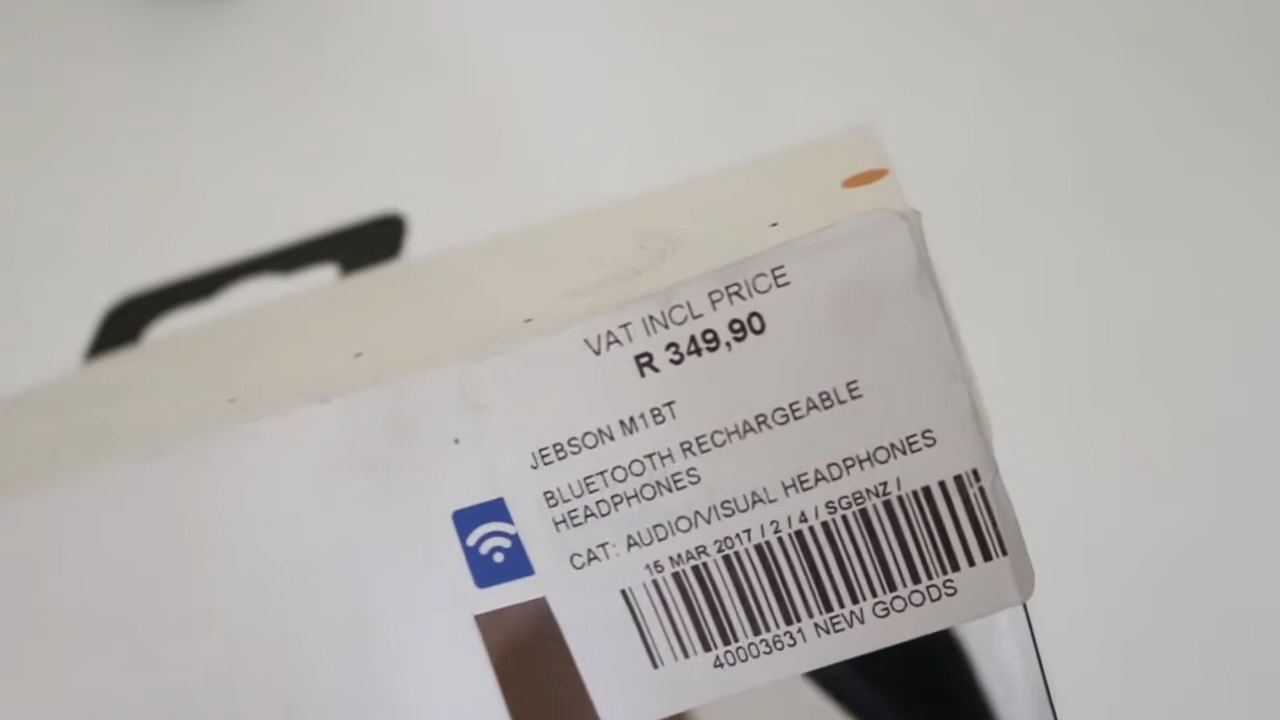 VAT INCL PRICE
R 349,90
JEBSON M1BT
BLUETOOTH RECHARGEABLE
HEADPHONES
CAT: AUDIO/VISUAL HEADPHONES
15 MAR 2017 / 2 / 4 / SGBNZ /
40003631 NEW GOODS